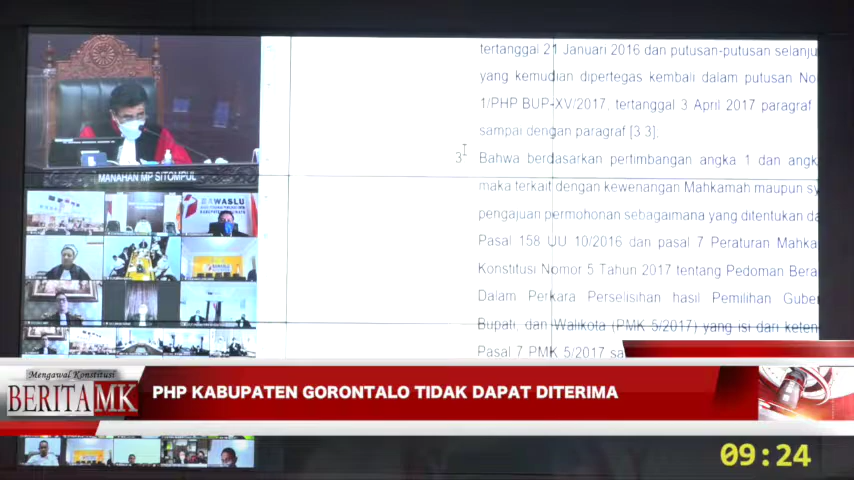 tertanggal 21 Januari 2016 dan putusan-putusan selanju
yang kemudian dipertegas kembali dalam putusan No
1/PHP BUP-XV/2017, tertanggal 3 April 2017 paragraf
sampai dengan paragraf [3.3].
3 Bahwa berdasarkan pertimbangan angka 1 dan angk
maka terkait dengan kewenangan Mahkamah maupun sy
pengajuan permohonan sebagaimana yang ditentukan da
Pasal 158 UU 10/2016 dan pasal 7 Peraturan Mahka
Konstitusi Nomor 5 Tahun 2017 tentang Pedoman Bera
Dalam Perkara Perselisihan hasil Pemilihan Gube
Bupati, dan Walikota (PMK 5/2017) yang isi dari keten
Pasal 7 PMK 5/2017 sa
MANAHAN MP SITOMPUL
BAWASLU
Mengawal Konstitusi
BERITA MK
PHP KABUPATEN GORONTALO TIDAK DAPAT DITERIMA
09:24